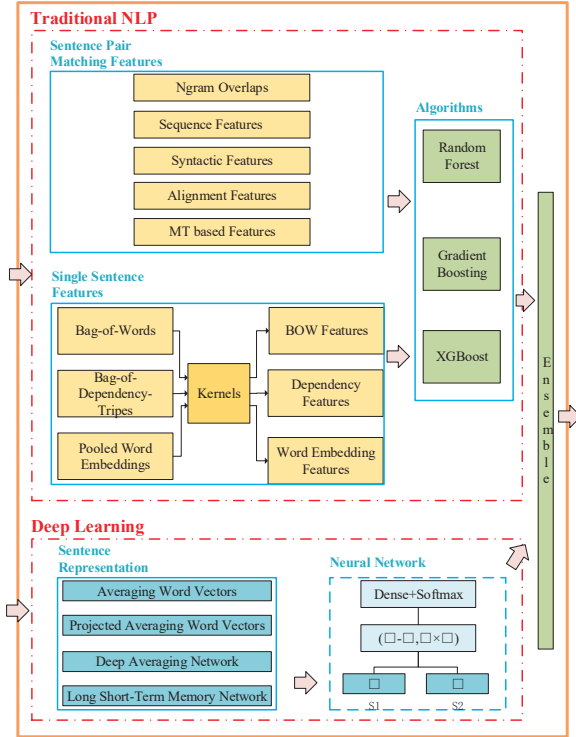 Traditional NLP
Sentence Pair
Matching Features
Ngram Overlaps
Sequence Features
Syntactic Features
Alignment Features
MT based Features
Algorithms
Random
Forest
Gradient
Boosting
XGBoost
Single Sentence
Features
Bag-of-Words
Bag-of-
Dependency-
Tripes
Pooled Word
Embeddings
Kernels
BOW Features
Dependency
Features
Word Embedding
Features
Ensemble
Deep Learning
Sentence
Representation
Averaging Word Vectors
Projected Averaging Word Vectors
Deep Averaging Network
Long Short-Term Memory Network
Neural Network
Dense+Softmax
(□-□,□×□)
□ □
S1 S2